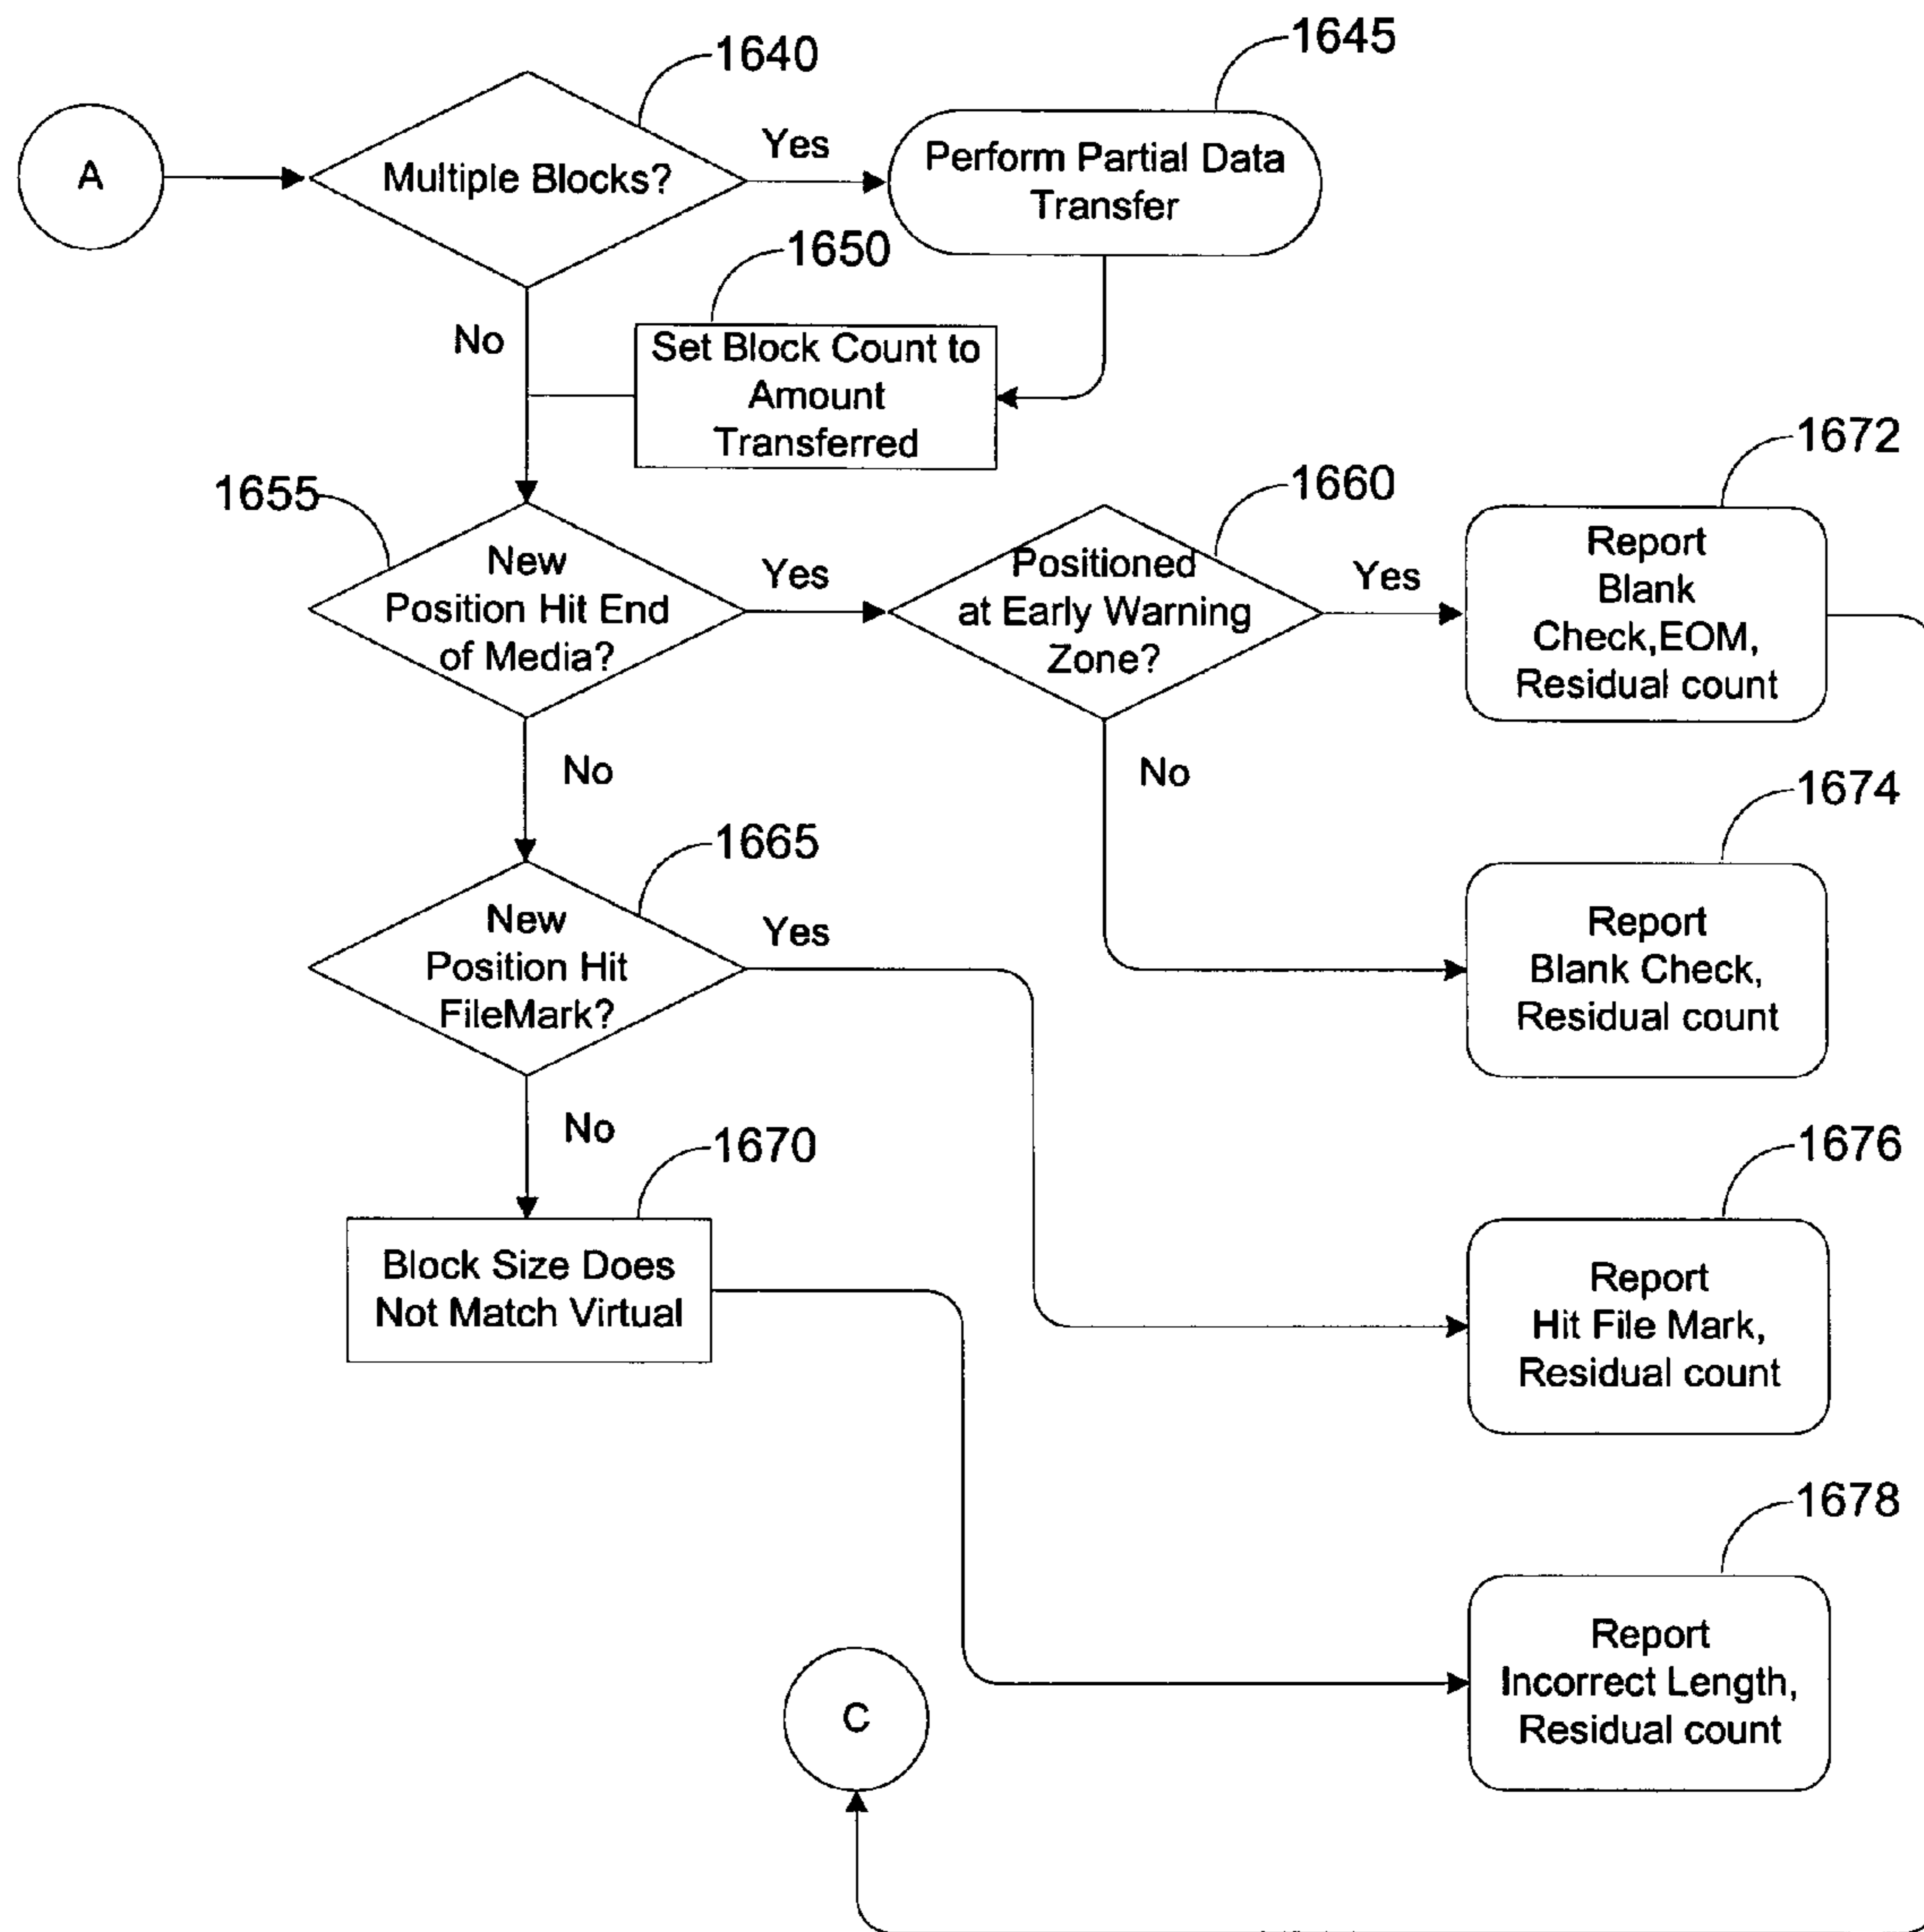 1640
1645
A
Multiple Blocks?
Yes
Perform Partial Data
Transfer
1650
No
Set Block Count to
Amount
Transferred
1672
1655
1660
New
Position Hit End
of Media?
Yes
Positioned
at Early Warning
Zone?
Yes
Report
Blank
Check,EOM,
Residual count
No
No
1674
1665
New
Position Hit
FileMark?
Yes
Report
Blank Check,
Residual count
No
1670
1676
Block Size Does
Not Match Virtual
Report
Hit File Mark,
Residual count
1678
C
Report
Incorrect Length,
Residual count